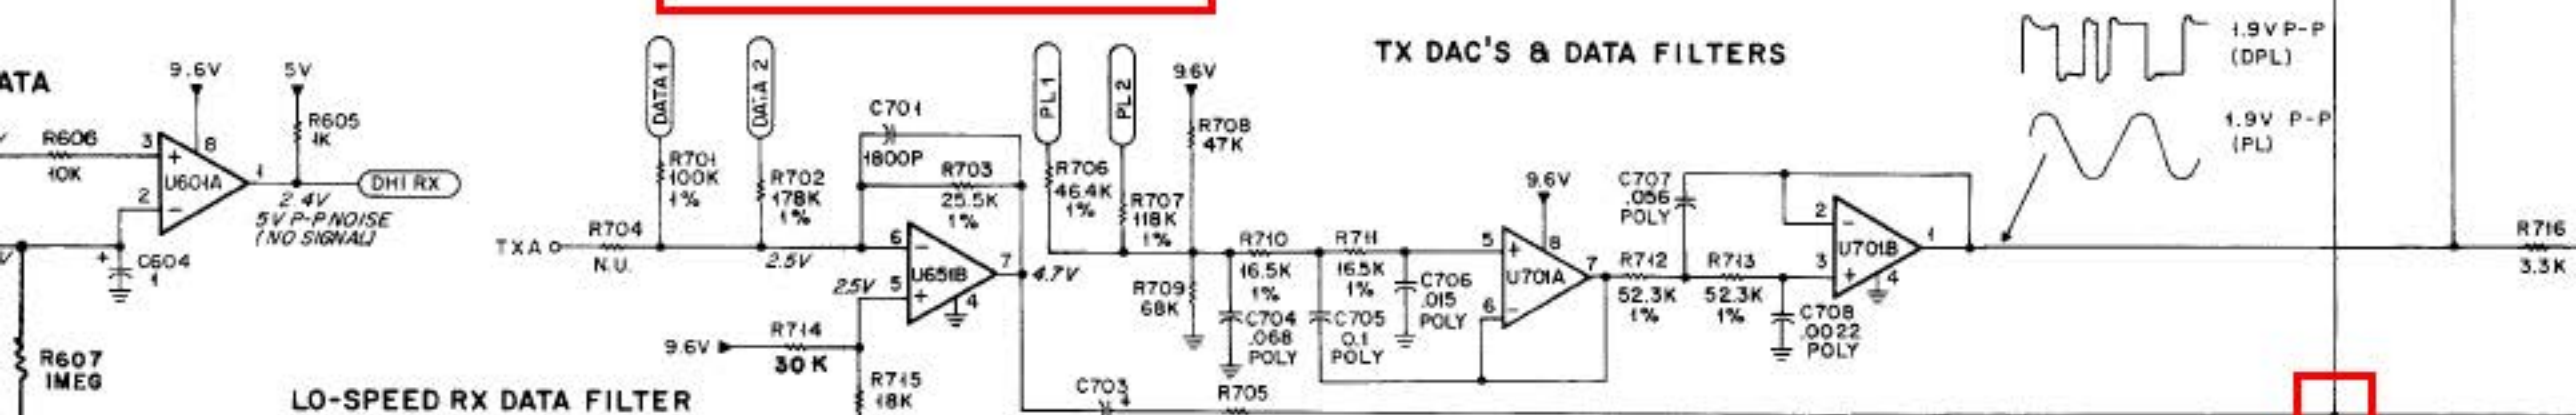 ATA
9.6V
5V
R605
1K
R606
10K
3
+
8
U601A
1
2
−
2.4V
5V P-P NOISE
(NO SIGNAL)
DHI RX
+
C604
1
R607
1MEG
LO-SPEED RX DATA FILTER
DATA 1
DATA 2
R701
100K
1%
R702
178K
1%
C701
1800P
R703
25.5K
1%
TXA
R704
N.U.
2.5V
6
−
U651B
7
4.7V
2.5V
5
+
4
9.6V
R714
30K
R715
18K
C703
+
R705
PL 1
PL 2
R706
46.4K
1%
R707
118K
1%
9.6V
R708
47K
R709
68K
R710
16.5K
1%
R711
16.5K
1%
C704
.068
POLY
C705
0.1
POLY
C706
.015
POLY
TX DAC'S & DATA FILTERS
9.6V
5
+
8
U701A
7
6
−
R712
52.3K
1%
R713
52.3K
1%
C707
.056
POLY
C708
.0022
POLY
2
−
U701B
1
3
+
4
1.9V P-P
(DPL)
1.9V P-P
(PL)
R716
3.3K